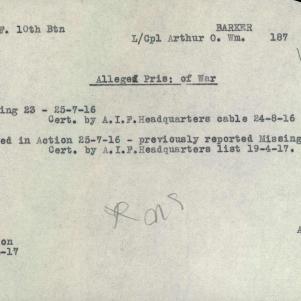 F. 10th Btn
BARKER
L/Cpl Arthur O. Wm. 187
Alleged Pris: of War
ing 23 - 25-7-16
Cert. by A.I.F.Headquarters cable 24-8-16
ed in Action 25-7-16 - previously reported Missing
Cert. by A.I.F.Headquarters list 19-4-17.
on
-17